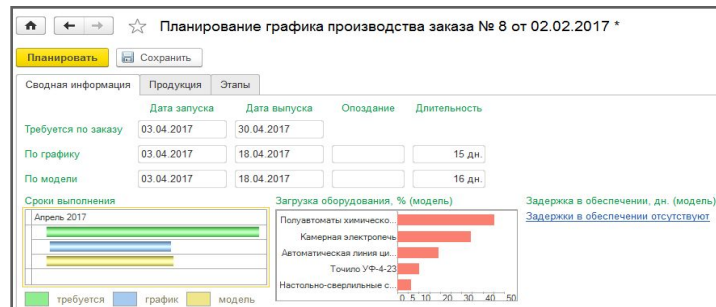 Планирование графика производства заказа № 8 от 02.02.2017 *
Планировать Сохранить
Сводная информация Продукция Этапы
Дата запуска Дата выпуска Опоздание Длительность
Требуется по заказу 03.04.2017 30.04.2017
По графику 03.04.2017 18.04.2017 15 дн.
По модели 03.04.2017 18.04.2017 16 дн.
Сроки выполнения Загрузка оборудования, % (модель) Задержка в обеспечении, дн. (модель)
Апрель 2017 Задержки в обеспечении отсутствуют
Полуавтоматы химическо...
Камерная электропечь
Автоматическая линия ци...
Точило УФ-4-23
Настольно-сверлильные с...
0 5 10 20 30 40 50
требуется график модель